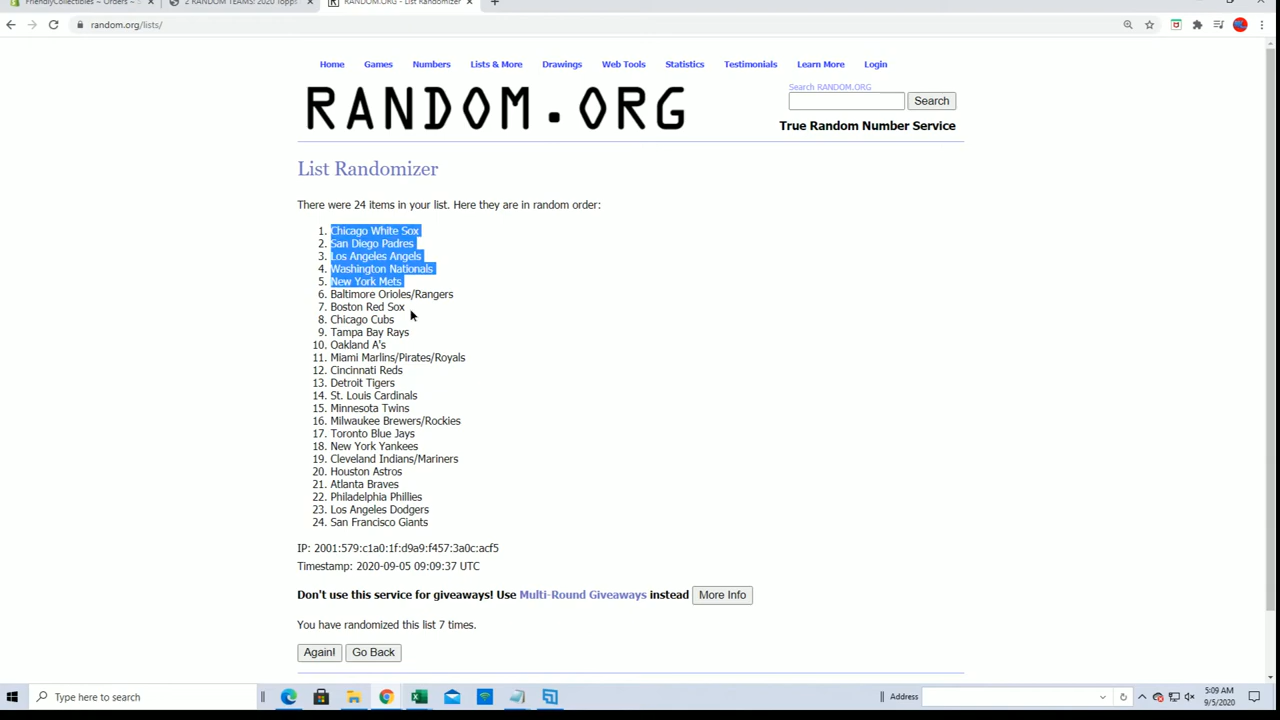 FriendlyCollectibles – Orders –
2 RANDOM TEAMS: 2020 Topps
RANDOM.ORG - List Randomizer
random.org/lists/
Home Games Numbers Lists & More Drawings Web Tools Statistics Testimonials Learn More Login
Search RANDOM.ORG
RANDOM.ORG
Search
True Random Number Service
List Randomizer
There were 24 items in your list. Here they are in random order:
1. Chicago White Sox
2. San Diego Padres
3. Los Angeles Angels
4. Washington Nationals
5. New York Mets
6. Baltimore Orioles/Rangers
7. Boston Red Sox
8. Chicago Cubs
9. Tampa Bay Rays
10. Oakland A's
11. Miami Marlins/Pirates/Royals
12. Cincinnati Reds
13. Detroit Tigers
14. St. Louis Cardinals
15. Minnesota Twins
16. Milwaukee Brewers/Rockies
17. Toronto Blue Jays
18. New York Yankees
19. Cleveland Indians/Mariners
20. Houston Astros
21. Atlanta Braves
22. Philadelphia Phillies
23. Los Angeles Dodgers
24. San Francisco Giants
IP: 2001:579:c1a0:1f:d9a9:f457:3a0c:acf5
Timestamp: 2020-09-05 09:09:37 UTC
Don't use this service for giveaways! Use Multi-Round Giveaways instead More Info
You have randomized this list 7 times.
Again! Go Back
Type here to search
Address
5:09 AM
9/5/2020